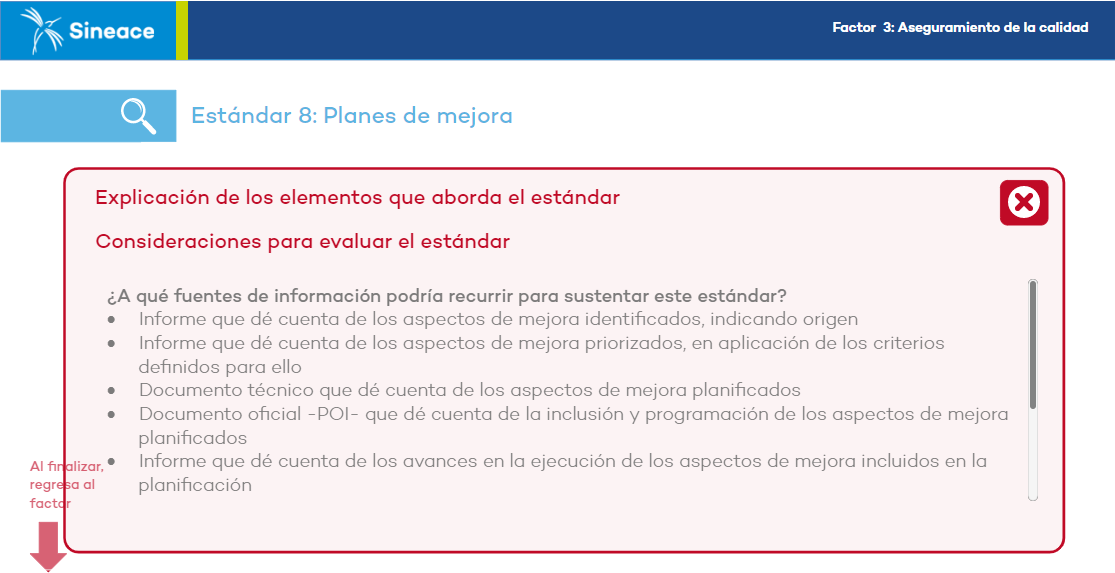 Sineace
Factor 3: Aseguramiento de la calidad
Estándar 8: Planes de mejora
Explicación de los elementos que aborda el estándar
Consideraciones para evaluar el estándar
¿A qué fuentes de información podría recurrir para sustentar este estándar?
• Informe que dé cuenta de los aspectos de mejora identificados, indicando origen
• Informe que dé cuenta de los aspectos de mejora priorizados, en aplicación de los criterios
definidos para ello
• Documento técnico que dé cuenta de los aspectos de mejora planificados
• Documento oficial -POI- que dé cuenta de la inclusión y programación de los aspectos de mejora
planificados
• Informe que dé cuenta de los avances en la ejecución de los aspectos de mejora incluidos en la
planificación
Al finalizar,
regresa al
factor